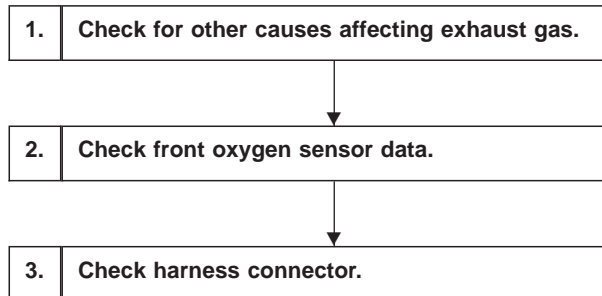 1. Check for other causes affecting exhaust gas.
2. Check front oxygen sensor data.
3. Check harness connector.